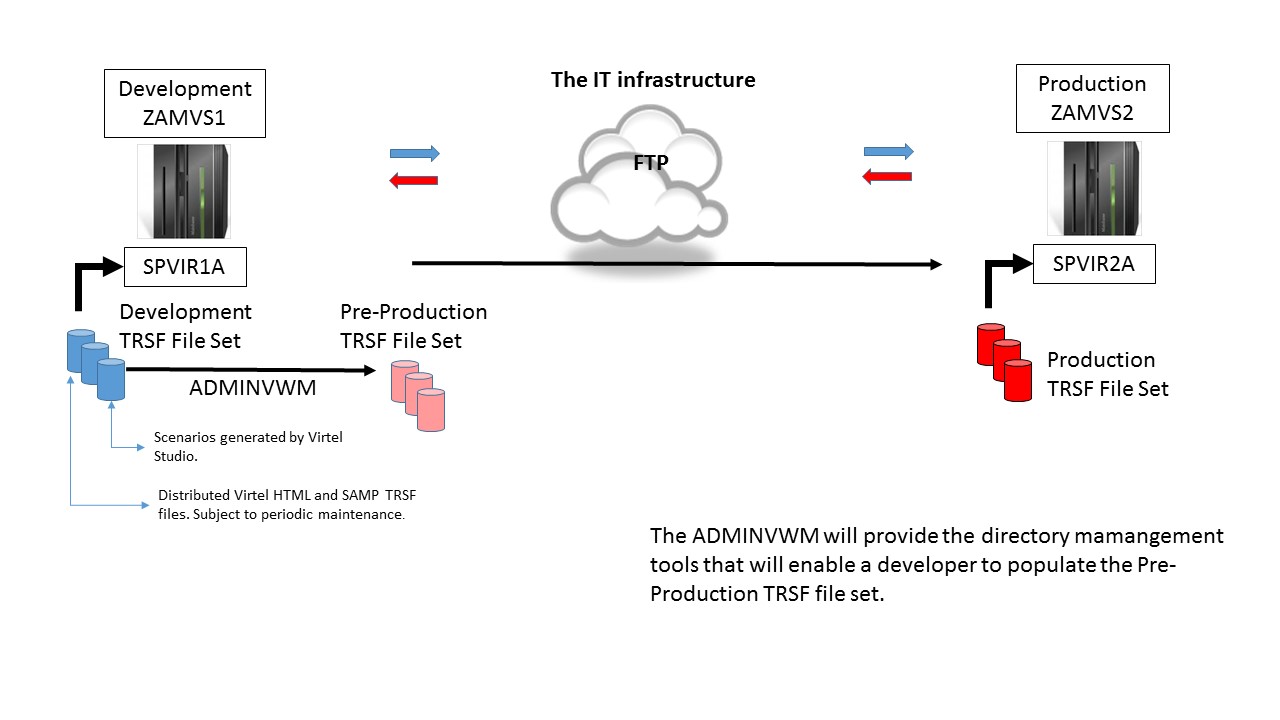 The IT infrastructure
Development
ZAMVS1
Production
ZAMVS2
FTP
SPVIR1A
SPVIR2A
Development
TRSF File Set
Pre-Production
TRSF File Set
ADMINVWM
Production
TRSF File Set
Scenarios generated by Virtel
Studio.
Distributed Virtel HTML and SAMP TRSF
files. Subject to periodic maintenance.
The ADMINVWM will provide the directory mamangement
tools that will enable a developer to populate the Pre-
Production TRSF file set.